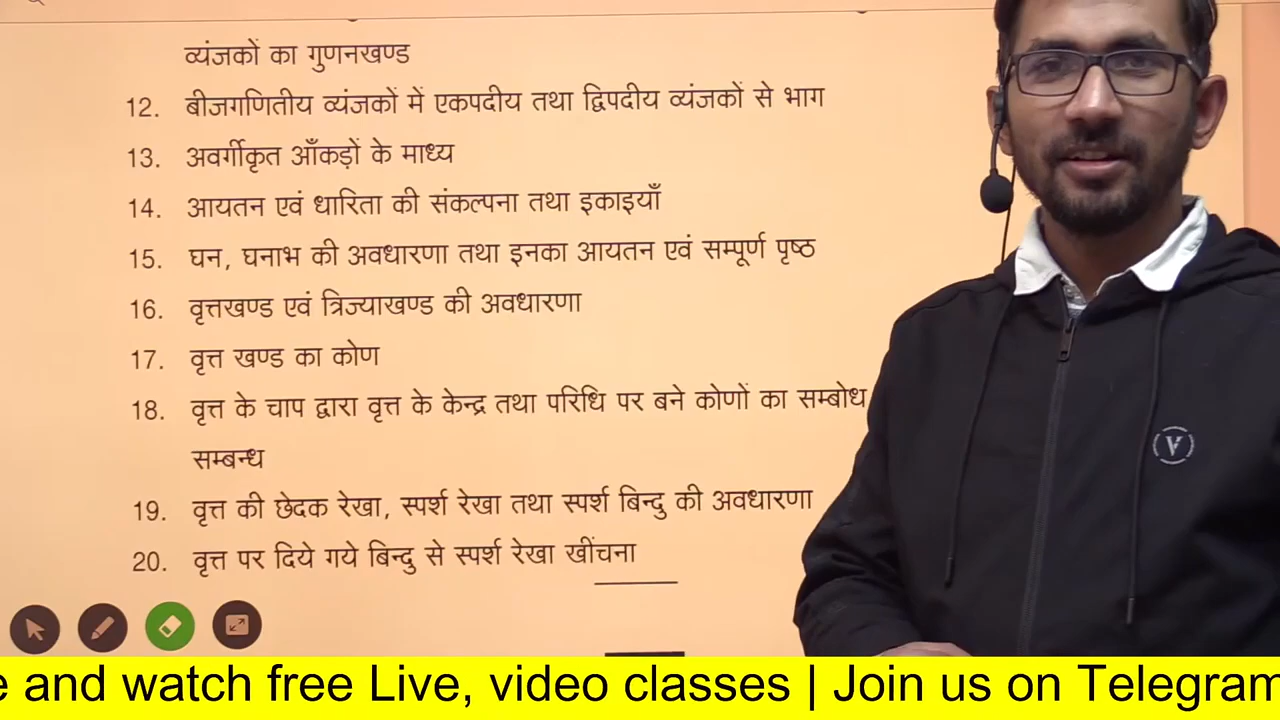 व्यंजकों का गुणनखण्ड
12. बीजगणितीय व्यंजकों में एकपदीय तथा द्विपदीय व्यंजकों से भाग
13. अवर्गीकृत आँकड़ों के माध्य
14. आयतन एवं धारिता की संकल्पना तथा इकाइयाँ
15. घन, घनाभ की अवधारणा तथा इनका आयतन एवं सम्पूर्ण पृष्ठ
16. वृत्तखण्ड एवं त्रिज्याखण्ड की अवधारणा
17. वृत्त खण्ड का कोण
18. वृत्त के चाप द्वारा वृत्त के केन्द्र तथा परिधि पर बने कोणों का सम्बोध
सम्बन्ध
19. वृत्त की छेदक रेखा, स्पर्श रेखा तथा स्पर्श बिन्दु की अवधारणा
20. वृत्त पर दिये गये बिन्दु से स्पर्श रेखा खींचना
V
e and watch free Live, video classes | Join us on Telegram